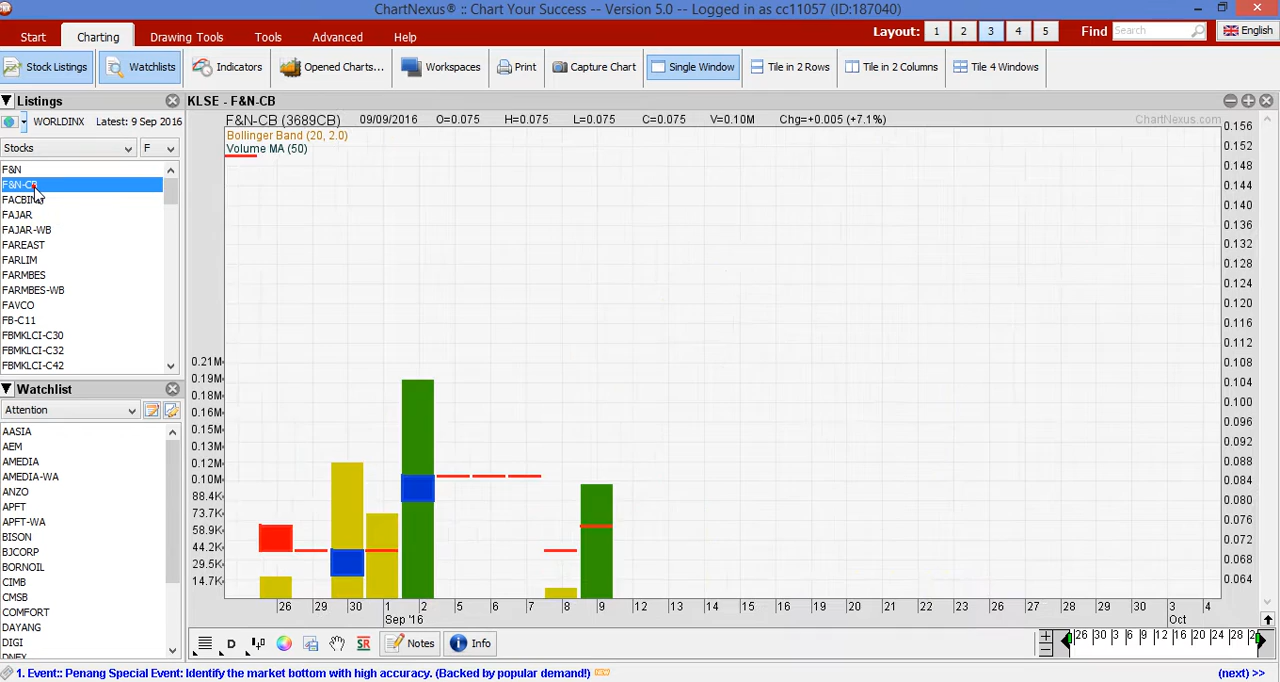 ChartNexus® :: Chart Your Success -- Version 5.0 -- Logged in as cc11057 (ID:187040)
Start Charting Drawing Tools Tools Advanced Help Layout: 1 2 3 4 5 Find Search English
Stock Listings Watchlists Indicators Opened Charts... Workspaces Print Capture Chart Single Window Tile in 2 Rows Tile in 2 Columns Tile 4 Windows
Listings
WORLDINX Latest: 9 Sep 2016
Stocks F
F&N
F&N-CB
FACBIND
FAJAR
FAJAR-WB
FAREAST
FARLIM
FARMBES
FARMBES-WB
FAVCO
FB-C11
FBMKLCI-C30
FBMKLCI-C32
FBMKLCI-C42
Watchlist
Attention
AASIA
AEM
AMEDIA
AMEDIA-WA
ANZO
APFT
APFT-WA
BISON
BJCORP
BORNOIL
CIMB
CMSB
COMFORT
DAYANG
DIGI
KLSE - F&N-CB
F&N-CB (3689CB) 09/09/2016 O=0.075 H=0.075 L=0.075 C=0.075 V=0.10M Chg=+0.005 (+7.1%) ChartNexus.com
Bollinger Band (20, 2.0)
Volume MA (50)
0.156
0.152
0.148
0.144
0.140
0.136
0.132
0.128
0.124
0.120
0.116
0.112
0.108
0.104
0.100
0.096
0.092
0.088
0.084
0.080
0.076
0.072
0.068
0.064
0.21M
0.19M
0.18M
0.16M
0.15M
0.13M
0.12M
0.10M
88.4K
73.7K
58.9K
44.2K
29.5K
14.7K
26 29 30 1 2 5 6 7 8 9 12 13 14 15 16 19 20 21 22 23 26 27 28 29 30 3 4
Sep '16 Oct
D Notes Info
26 30 3 6 9 12 16 20 24 28
1. Event:: Penang Special Event: Identify the market bottom with high accuracy. (Backed by popular demand!) NEW (next) >>